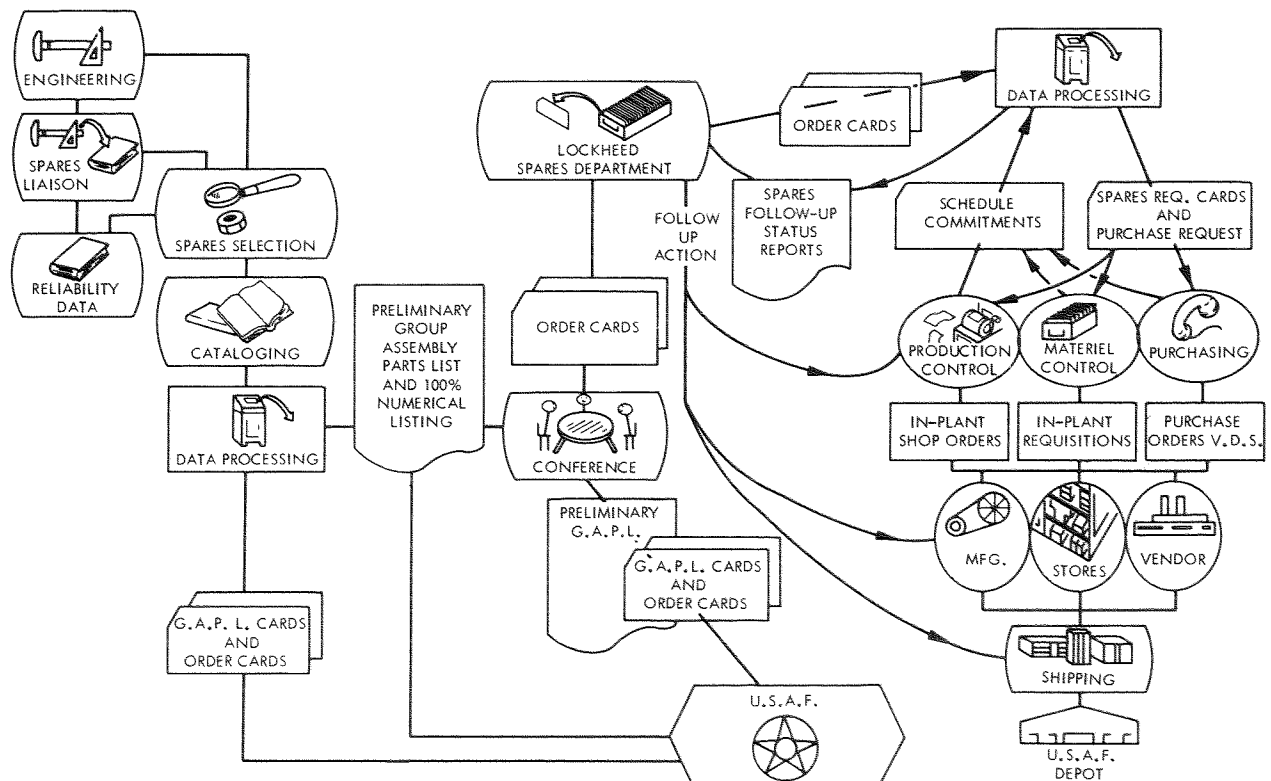 ENGINEERING
SPARES
LIAISON
RELIABILITY
DATA
SPARES SELECTION
CATALOGING
DATA PROCESSING
G.A.P. L. CARDS
AND
ORDER CARDS
PRELIMINARY
GROUP
ASSEMBLY
PARTS LIST
AND 100%
NUMERICAL
LISTING
LOCKHEED
SPARES DEPARTMENT
ORDER CARDS
CONFERENCE
PRELIMINARY
G.A.P.L.
G.A.P.L. CARDS
AND
ORDER CARDS
U.S.A.F.
ORDER CARDS
DATA PROCESSING
FOLLOW
UP
ACTION
SPARES
FOLLOW-UP
STATUS
REPORTS
SCHEDULE
COMMITMENTS
SPARES REQ. CARDS
AND
PURCHASE REQUEST
PRODUCTION
CONTROL
MATERIEL
CONTROL
PURCHASING
IN-PLANT
SHOP ORDERS
IN-PLANT
REQUISITIONS
PURCHASE
ORDERS V.D.S.
MFG.
STORES
VENDOR
SHIPPING
U.S.A.F.
DEPOT